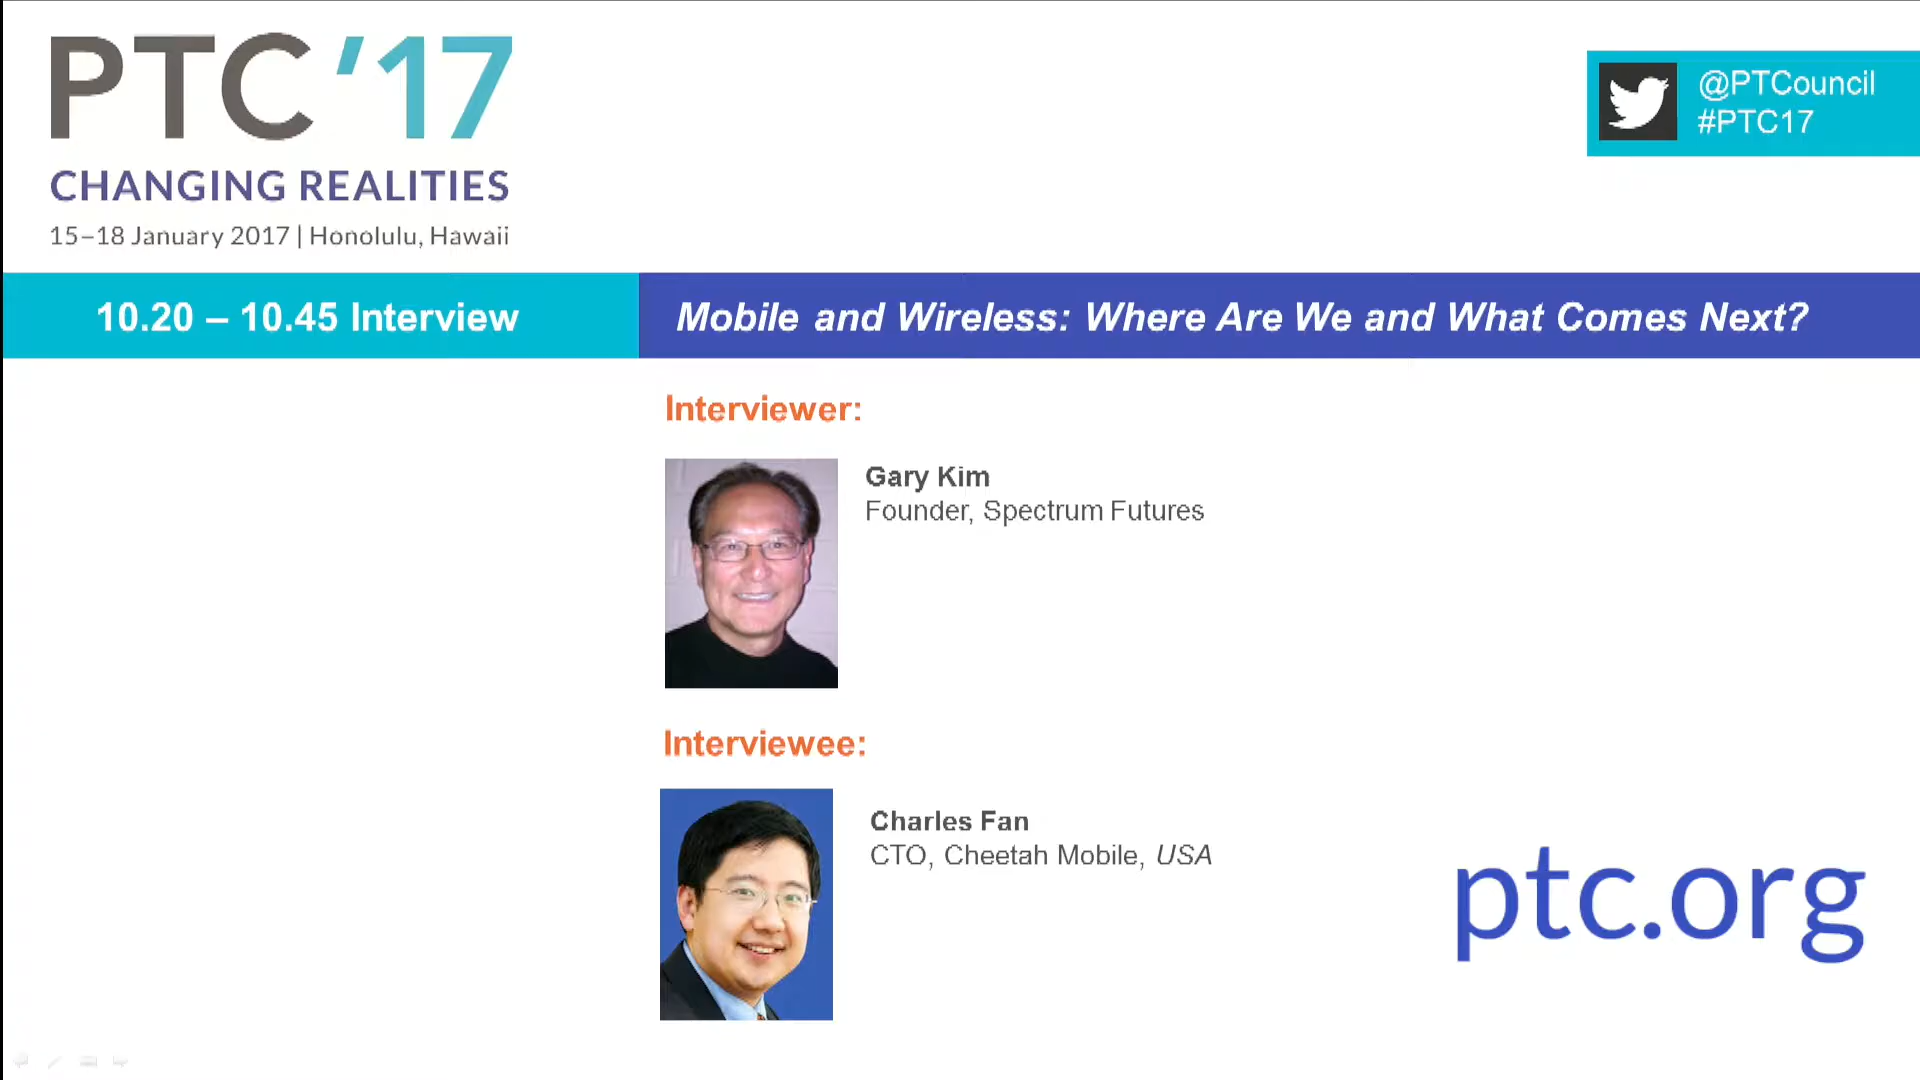 PTC '17
CHANGING REALITIES
15–18 January 2017 | Honolulu, Hawaii
@PTCouncil
#PTC17
10.20 – 10.45 Interview
Mobile and Wireless: Where Are We and What Comes Next?
Interviewer:
Gary Kim
Founder, Spectrum Futures
Interviewee:
Charles Fan
CTO, Cheetah Mobile, USA
ptc.org